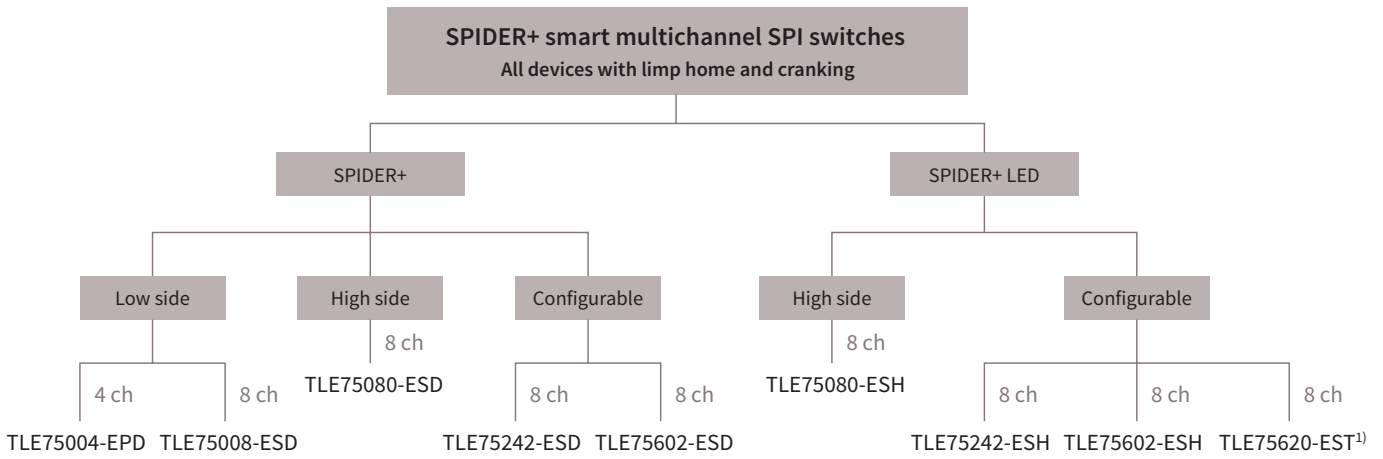 SPIDER+ smart multichannel SPI switches
All devices with limp home and cranking
SPIDER+
SPIDER+ LED
Low side
High side
Configurable
High side
Configurable
8 ch
8 ch
TLE75080-ESD
TLE75080-ESH
4 ch
8 ch
8 ch
8 ch
8 ch
8 ch
8 ch
TLE75004-EPD
TLE75008-ESD
TLE75242-ESD
TLE75602-ESD
TLE75242-ESH
TLE75602-ESH
TLE75620-EST¹⁾